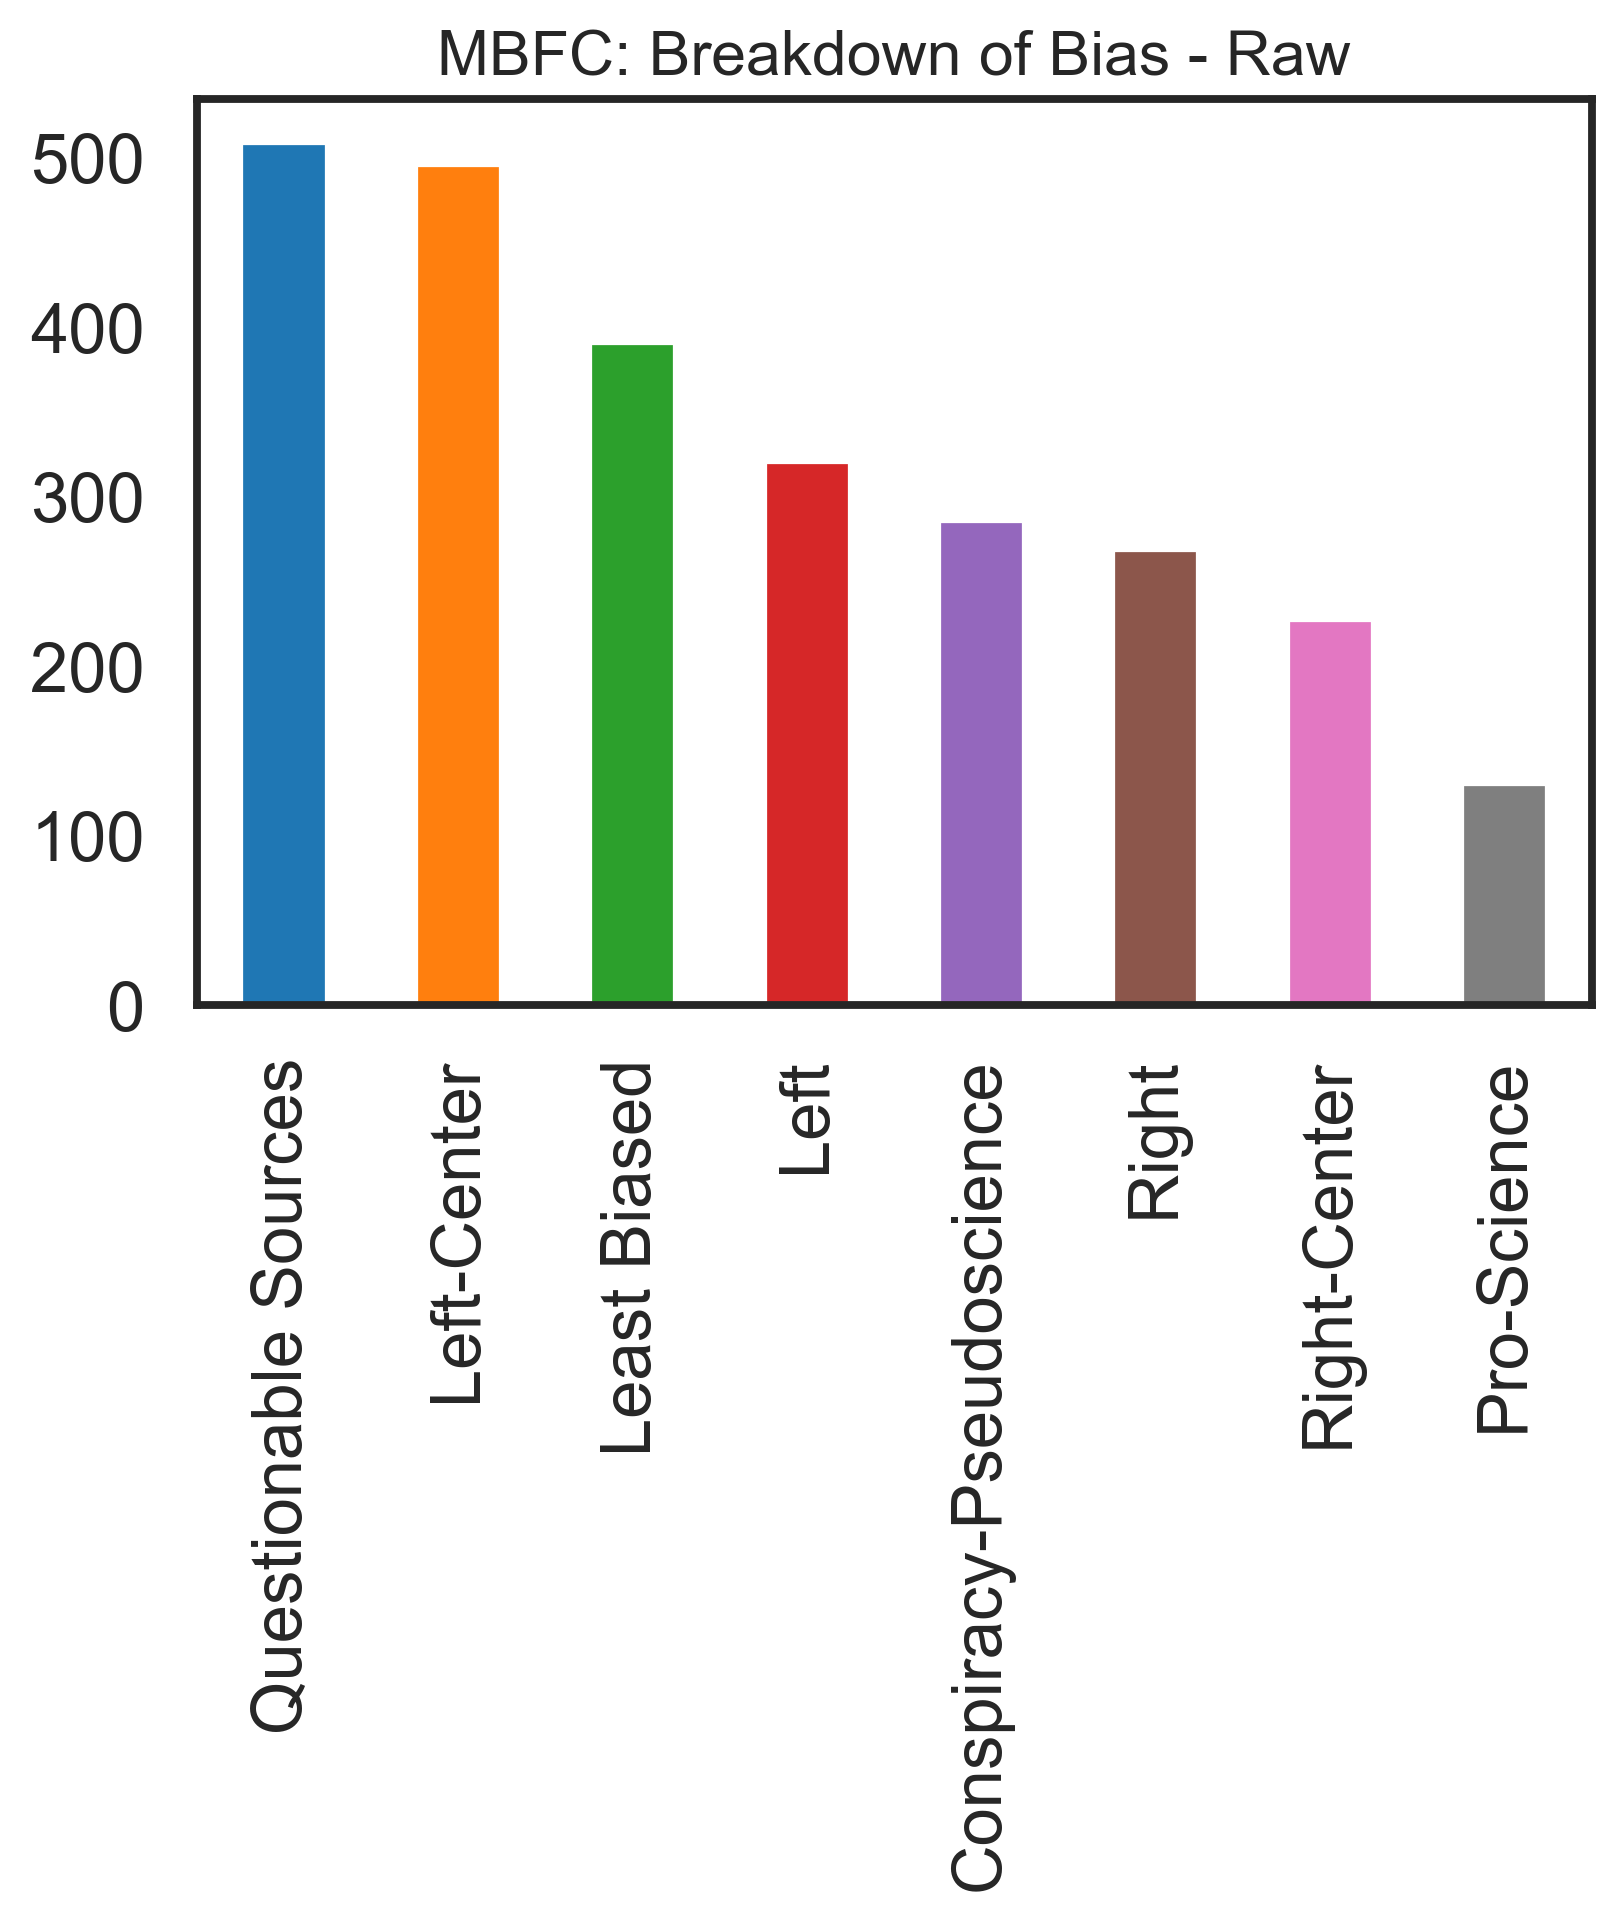 MBFC: Breakdown of Bias - Raw
500
400
300
200
100
0
Questionable Sources
Left-Center
Least Biased
Left
Conspiracy-Pseudoscience
Right
Right-Center
Pro-Science